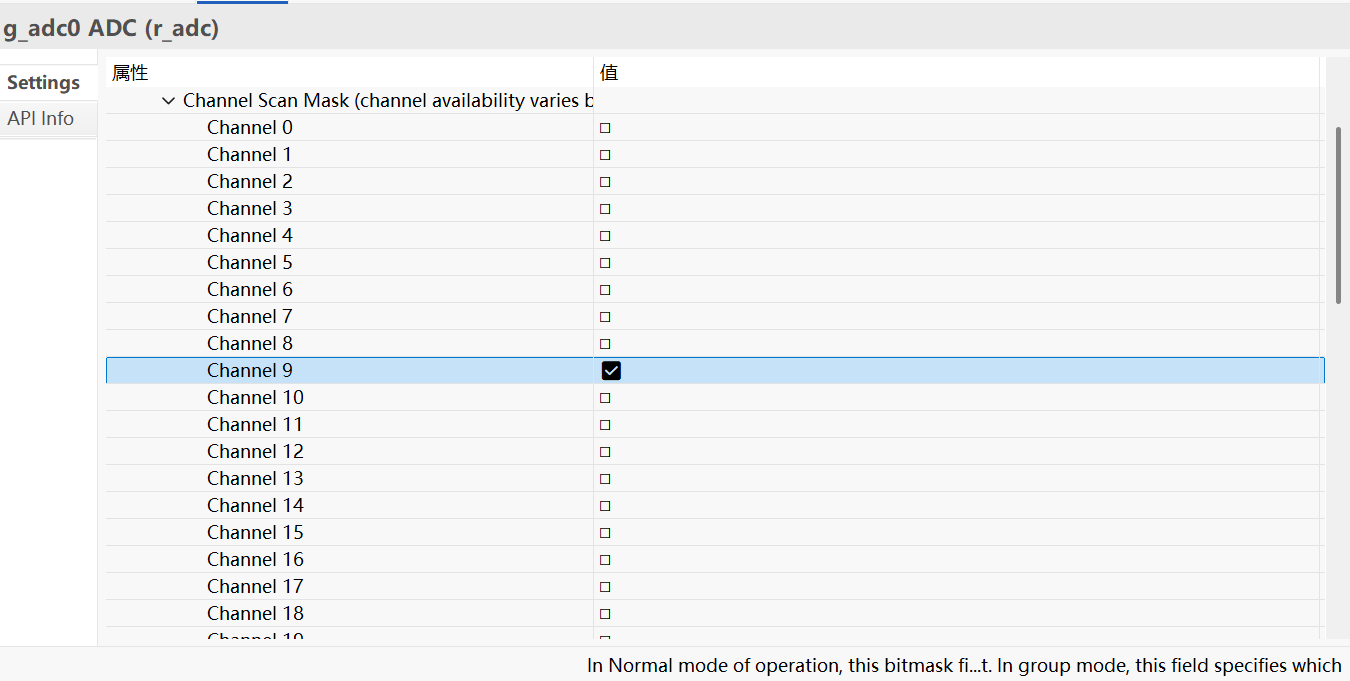 g_adc0 ADC (r_adc)
Settings
API Info
属性 值
Channel Scan Mask (channel availability varies b
Channel 0
Channel 1
Channel 2
Channel 3
Channel 4
Channel 5
Channel 6
Channel 7
Channel 8
Channel 9
Channel 10
Channel 11
Channel 12
Channel 13
Channel 14
Channel 15
Channel 16
Channel 17
Channel 18
Channel 19
In Normal mode of operation, this bitmask fi...t. In group mode, this field specifies which